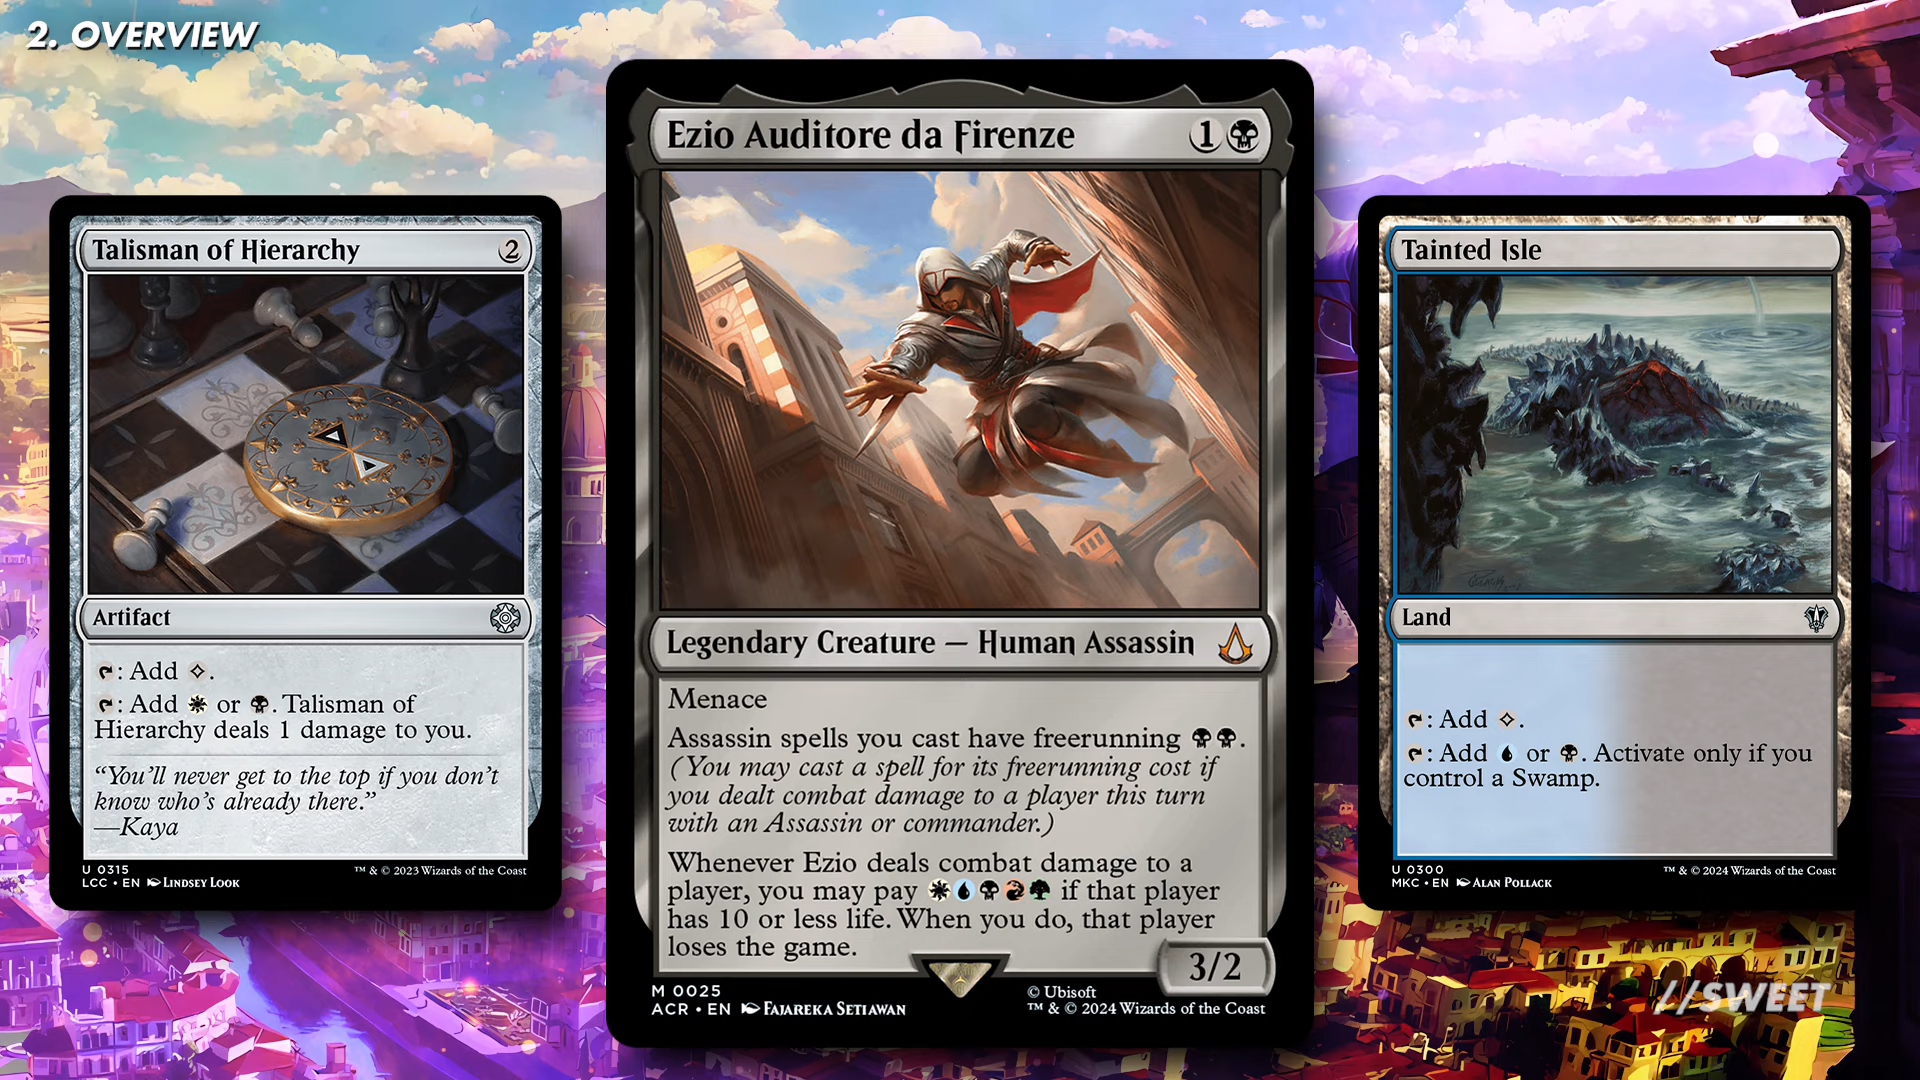 2. OVERVIEW
Talisman of Hierarchy 2
Artifact
: Add .
: Add or . Talisman of
Hierarchy deals 1 damage to you.
“You’ll never get to the top if you don’t
know who’s already there.”
—Kaya
U 0315
LCC • EN LINDSEY LOOK
™ & © 2023 Wizards of the Coast
Ezio Auditore da Firenze 1
Legendary Creature — Human Assassin
Menace
Assassin spells you cast have freerunning .
(You may cast a spell for its freerunning cost if
you dealt combat damage to a player this turn
with an Assassin or commander.)
Whenever Ezio deals combat damage to a
player, you may pay if that player
has 10 or less life. When you do, that player
loses the game.
3/2
M 0025
ACR • EN FAJAREKA SETIAWAN
© Ubisoft
™ & © 2024 Wizards of the Coast
Tainted Isle
Land
: Add .
: Add or . Activate only if you
control a Swamp.
U 0300
MKC • EN ALAN POLLACK
™ & © 2024 Wizards of the Coast
//SWEET